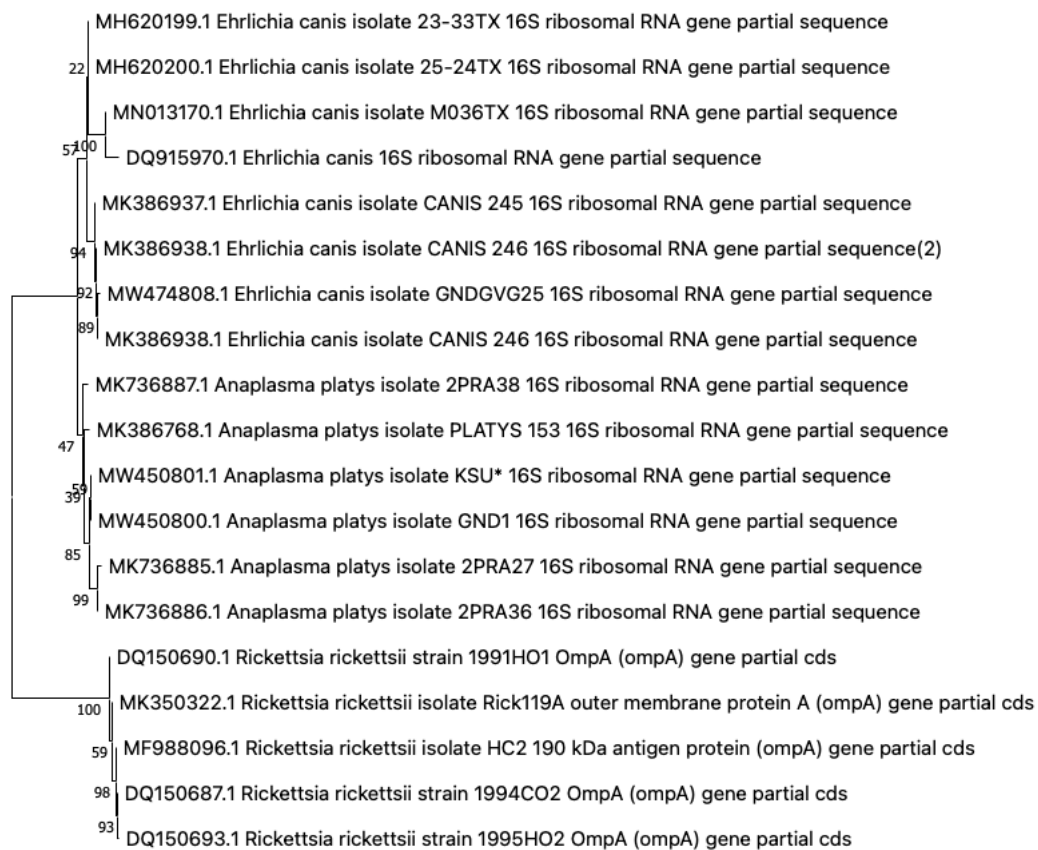 MH620199.1 Ehrlichia canis isolate 23-33TX 16S ribosomal RNA gene partial sequence
22
MH620200.1 Ehrlichia canis isolate 25-24TX 16S ribosomal RNA gene partial sequence
MN013170.1 Ehrlichia canis isolate M036TX 16S ribosomal RNA gene partial sequence
57
100
DQ915970.1 Ehrlichia canis 16S ribosomal RNA gene partial sequence
MK386937.1 Ehrlichia canis isolate CANIS 245 16S ribosomal RNA gene partial sequence
94
MK386938.1 Ehrlichia canis isolate CANIS 246 16S ribosomal RNA gene partial sequence(2)
92
MW474808.1 Ehrlichia canis isolate GNDGVG25 16S ribosomal RNA gene partial sequence
89
MK386938.1 Ehrlichia canis isolate CANIS 246 16S ribosomal RNA gene partial sequence
MK736887.1 Anaplasma platys isolate 2PRA38 16S ribosomal RNA gene partial sequence
MK386768.1 Anaplasma platys isolate PLATYS 153 16S ribosomal RNA gene partial sequence
47
MW450801.1 Anaplasma platys isolate KSU* 16S ribosomal RNA gene partial sequence
59
39
MW450800.1 Anaplasma platys isolate GND1 16S ribosomal RNA gene partial sequence
85
MK736885.1 Anaplasma platys isolate 2PRA27 16S ribosomal RNA gene partial sequence
99
MK736886.1 Anaplasma platys isolate 2PRA36 16S ribosomal RNA gene partial sequence
DQ150690.1 Rickettsia rickettsii strain 1991HO1 OmpA (ompA) gene partial cds
100
MK350322.1 Rickettsia rickettsii isolate Rick119A outer membrane protein A (ompA) gene partial cds
59
MF988096.1 Rickettsia rickettsii isolate HC2 190 kDa antigen protein (ompA) gene partial cds
98
DQ150687.1 Rickettsia rickettsii strain 1994CO2 OmpA (ompA) gene partial cds
93
DQ150693.1 Rickettsia rickettsii strain 1995HO2 OmpA (ompA) gene partial cds